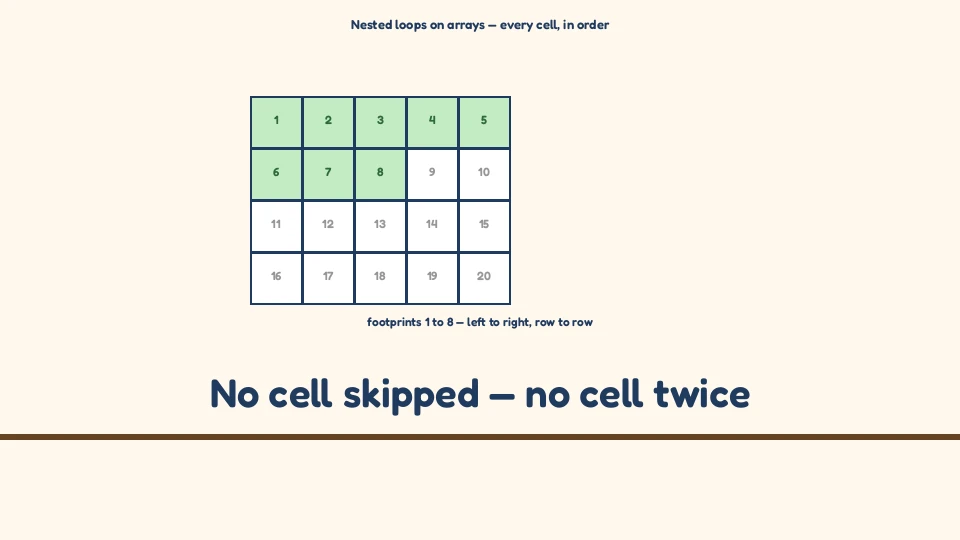 Nested loops on arrays — every cell, in order
1 2 3 4 5
6 7 8 9 10
11 12 13 14 15
16 17 18 19 20
footprints 1 to 8 — left to right, row to row
No cell skipped — no cell twice